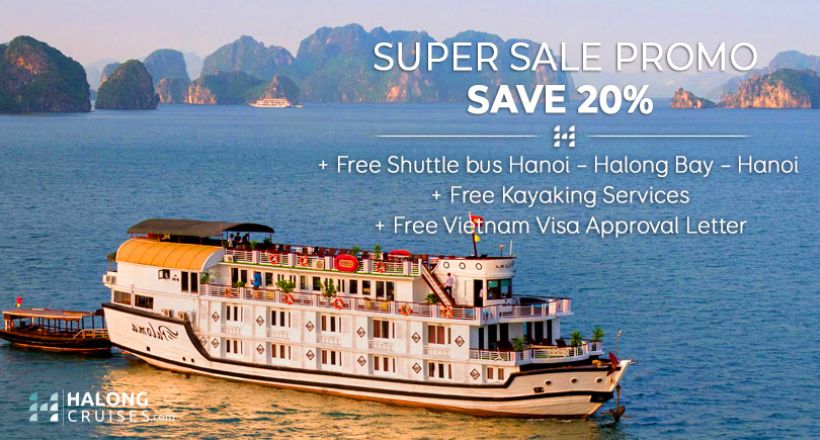 SUPER SALE PROMO
SAVE 20%
+ Free Shuttle bus Hanoi – Halong Bay – Hanoi
+ Free Kayaking Services
+ Free Vietnam Visa Approval Letter
Paloma
HALONG
CRUISES.com